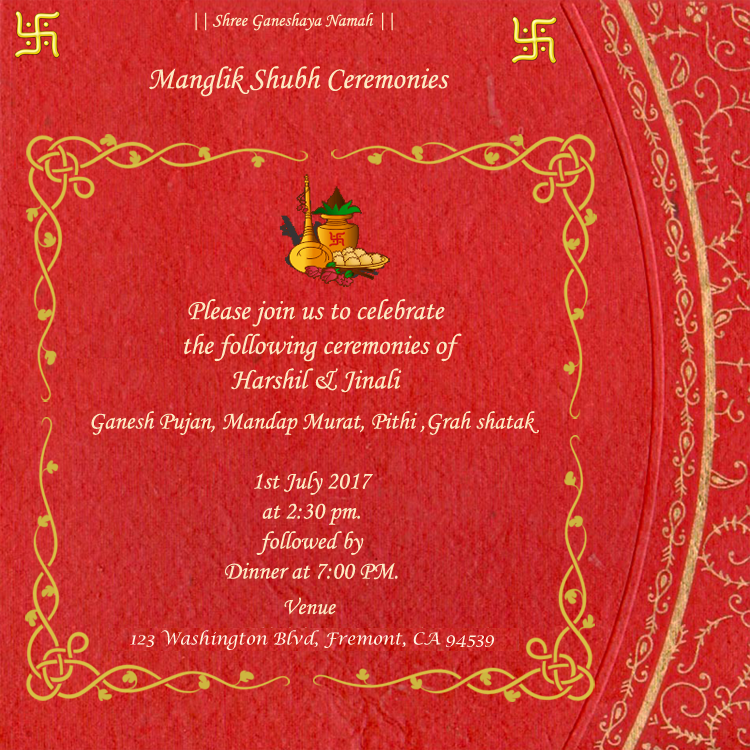 || Shree Ganeshaya Namah ||
Manglik Shubh Ceremonies
Please join us to celebrate
the following ceremonies of
Harshil & Jinali
Ganesh Pujan, Mandap Murat, Pithi ,Grah shatak
1st July 2017
at 2:30 pm.
followed by
Dinner at 7:00 PM.
Venue
123 Washington Blvd, Fremont, CA 94539